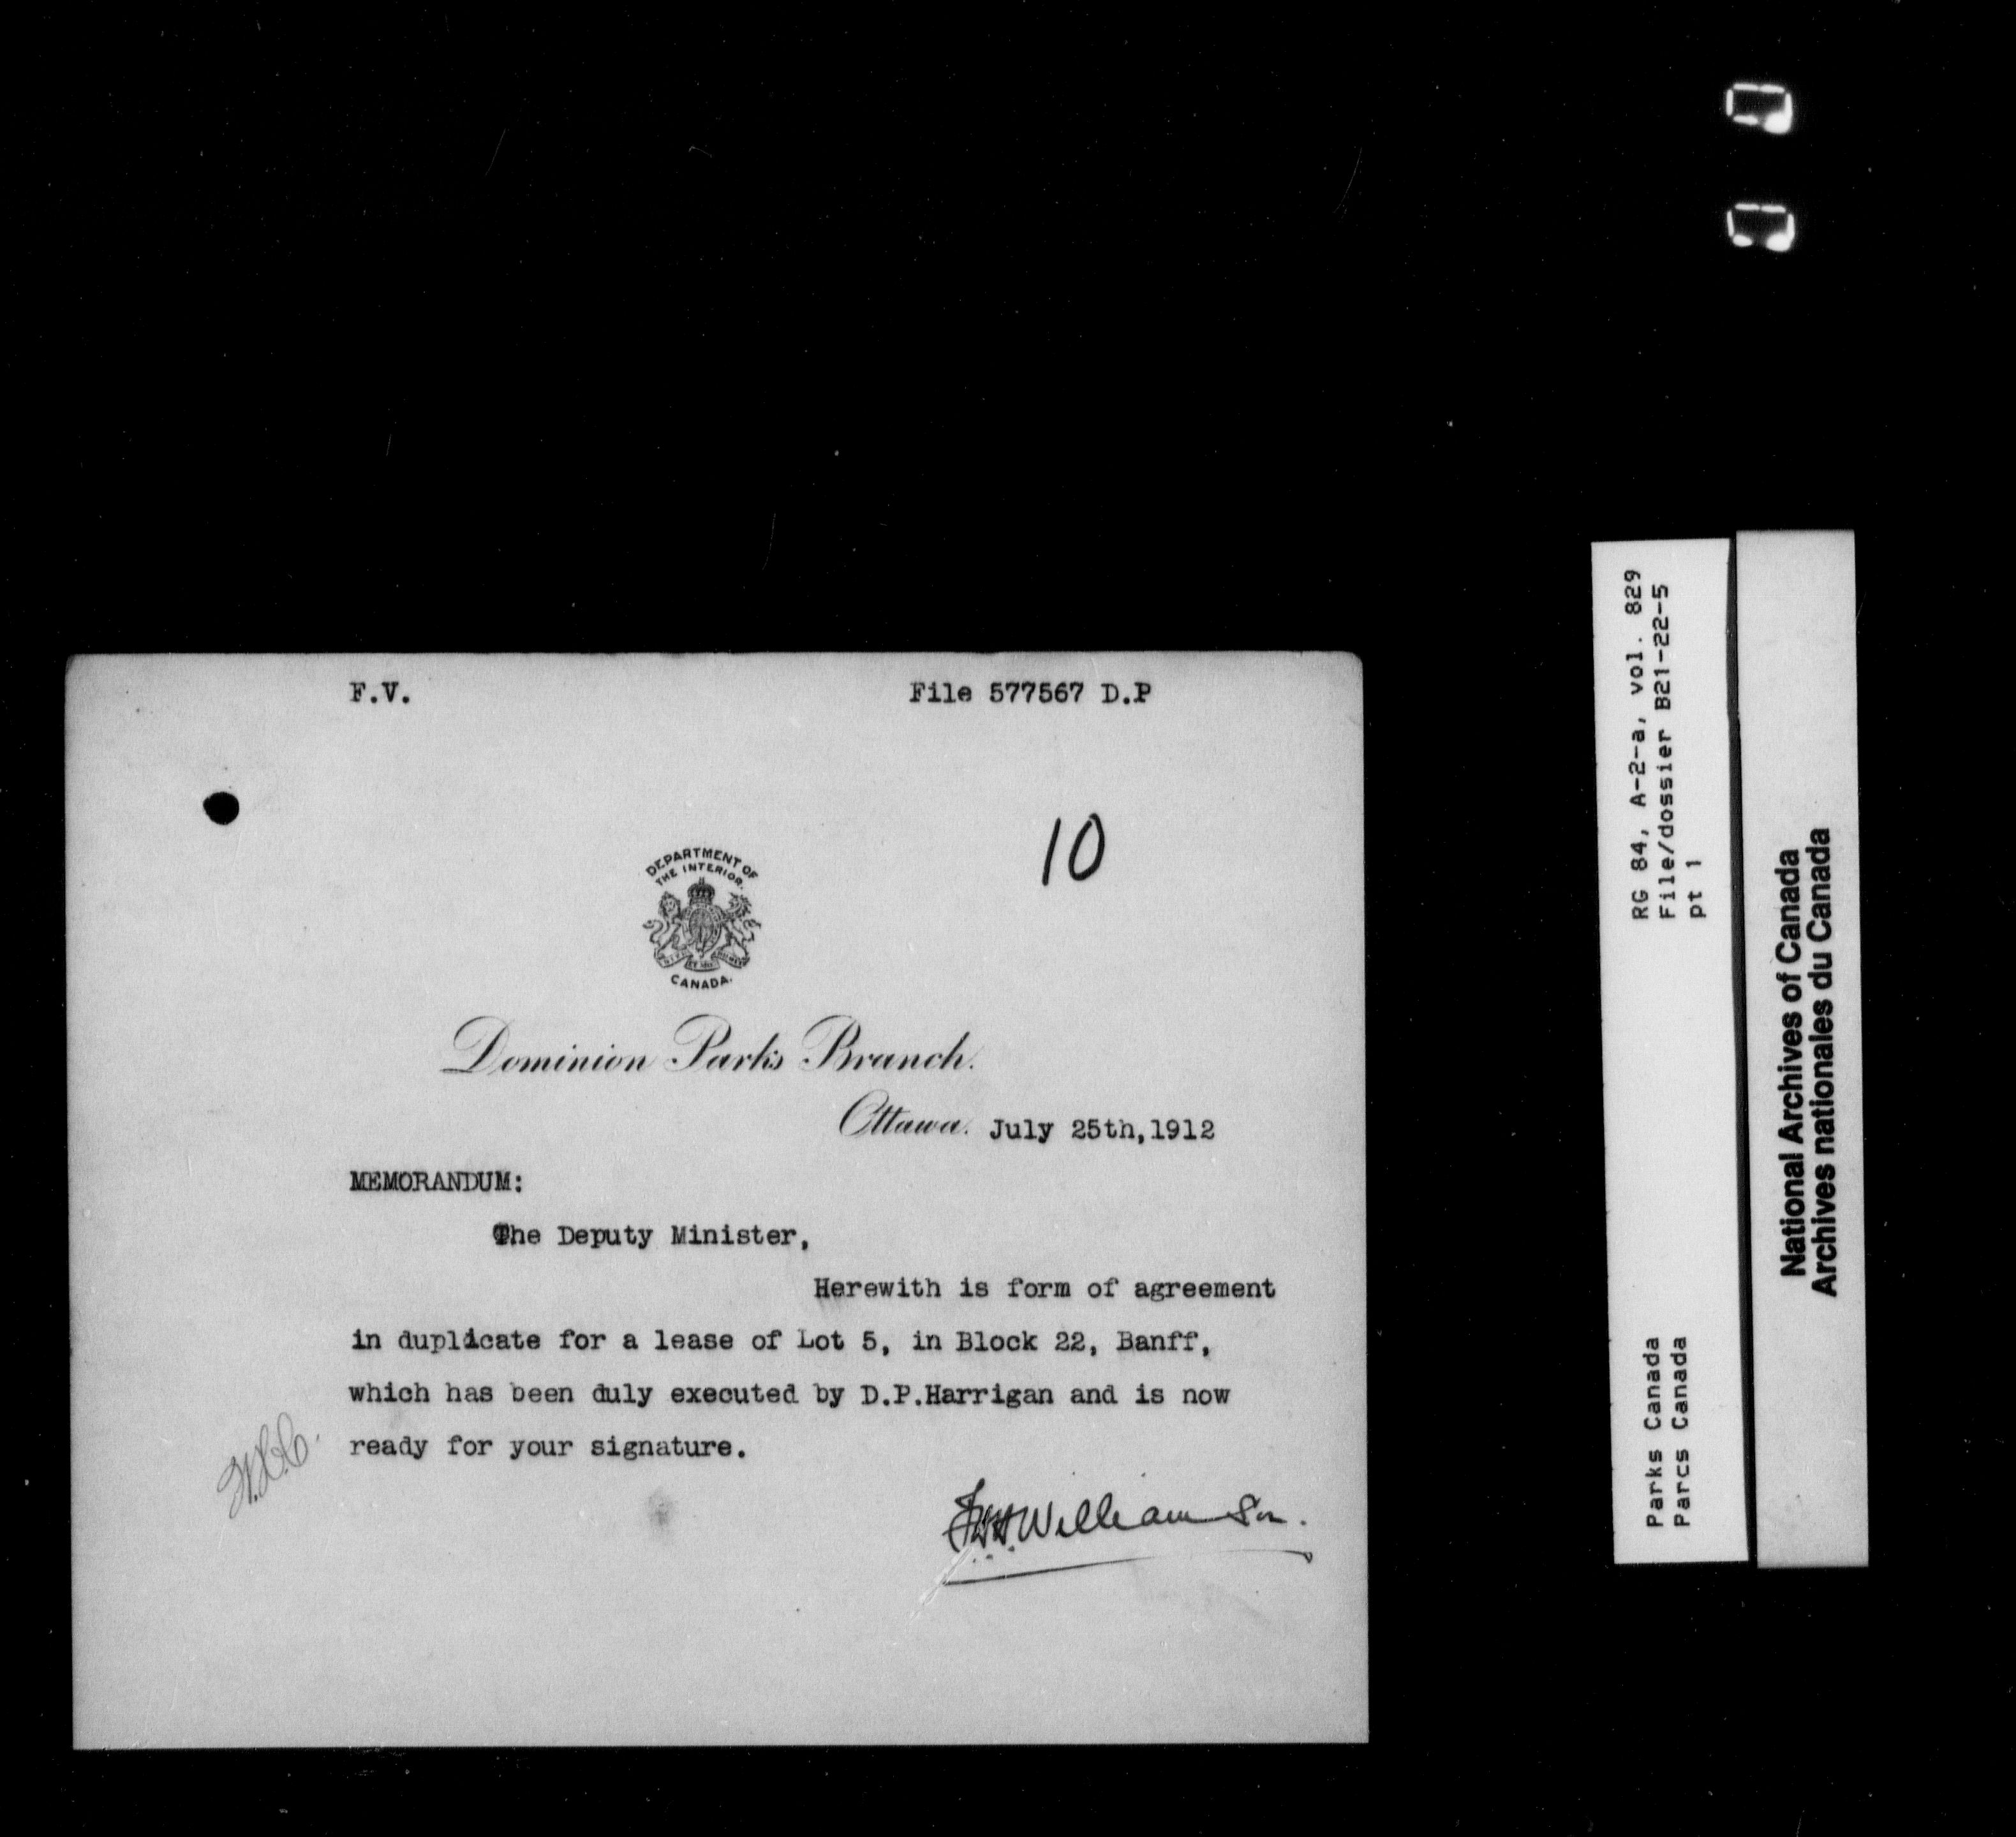 F.V.
File 577567 D.P
10
DEPARTMENT OF
THE INTERIOR.
CANADA.
Dominion Parks Branch.
Ottawa. July 25th,1912
MEMORANDUM:
The Deputy Minister,
Herewith is form of agreement
in duplicate for a lease of Lot 5, in Block 22, Banff,
which has been duly executed by D.P.Harrigan and is now
ready for your signature.
F.H.H. Williamson.
RG 84, A-2-a, vol. 829
File/dossier B21-22-5
pt 1
Parks Canada
Parcs Canada
National Archives of Canada
Archives nationales du Canada